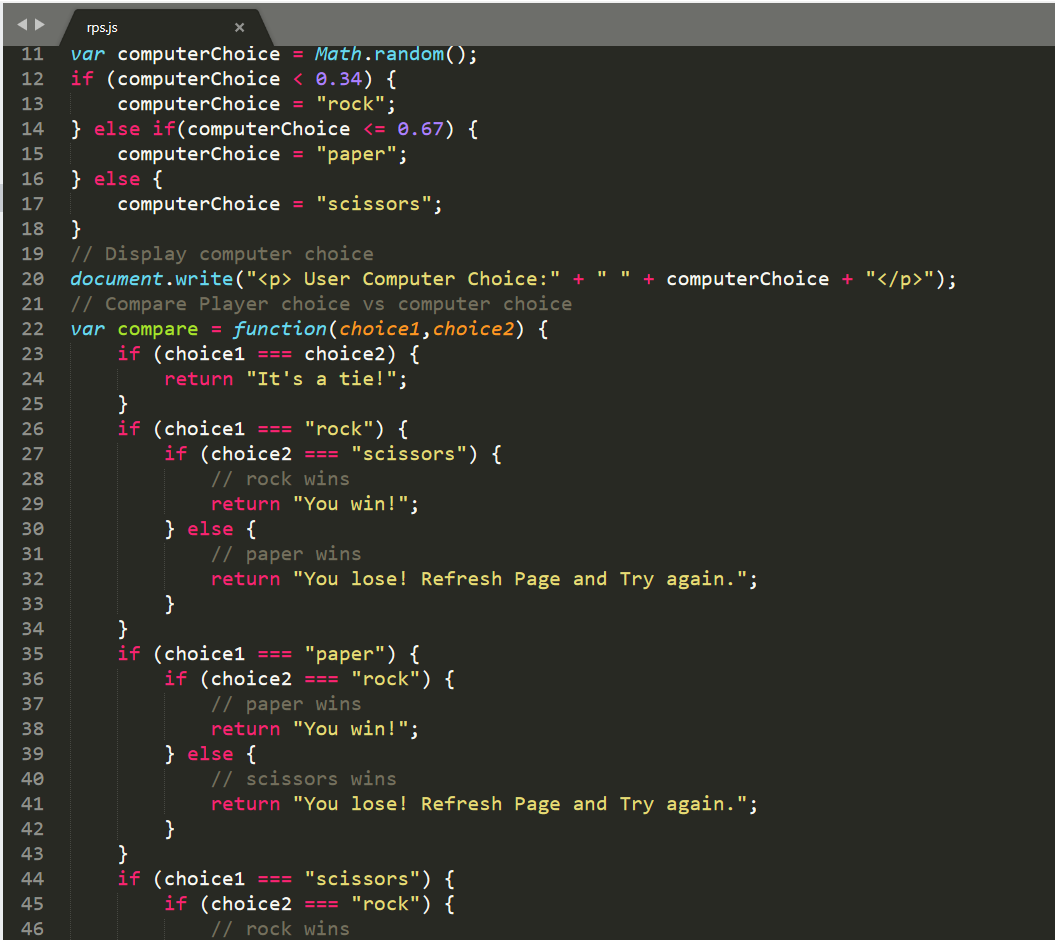 rps.js
11 var computerChoice = Math.random();
12 if (computerChoice < 0.34) {
13     computerChoice = "rock";
14 } else if(computerChoice <= 0.67) {
15     computerChoice = "paper";
16 } else {
17     computerChoice = "scissors";
18 }
19 // Display computer choice
20 document.write("<p> User Computer Choice:" + " " + computerChoice + "</p>");
21 // Compare Player choice vs computer choice
22 var compare = function(choice1,choice2) {
23     if (choice1 === choice2) {
24         return "It's a tie!";
25     }
26     if (choice1 === "rock") {
27         if (choice2 === "scissors") {
28             // rock wins
29             return "You win!";
30         } else {
31             // paper wins
32             return "You lose! Refresh Page and Try again.";
33         }
34     }
35     if (choice1 === "paper") {
36         if (choice2 === "rock") {
37             // paper wins
38             return "You win!";
39         } else {
40             // scissors wins
41             return "You lose! Refresh Page and Try again.";
42         }
43     }
44     if (choice1 === "scissors") {
45         if (choice2 === "rock") {
46             // rock wins